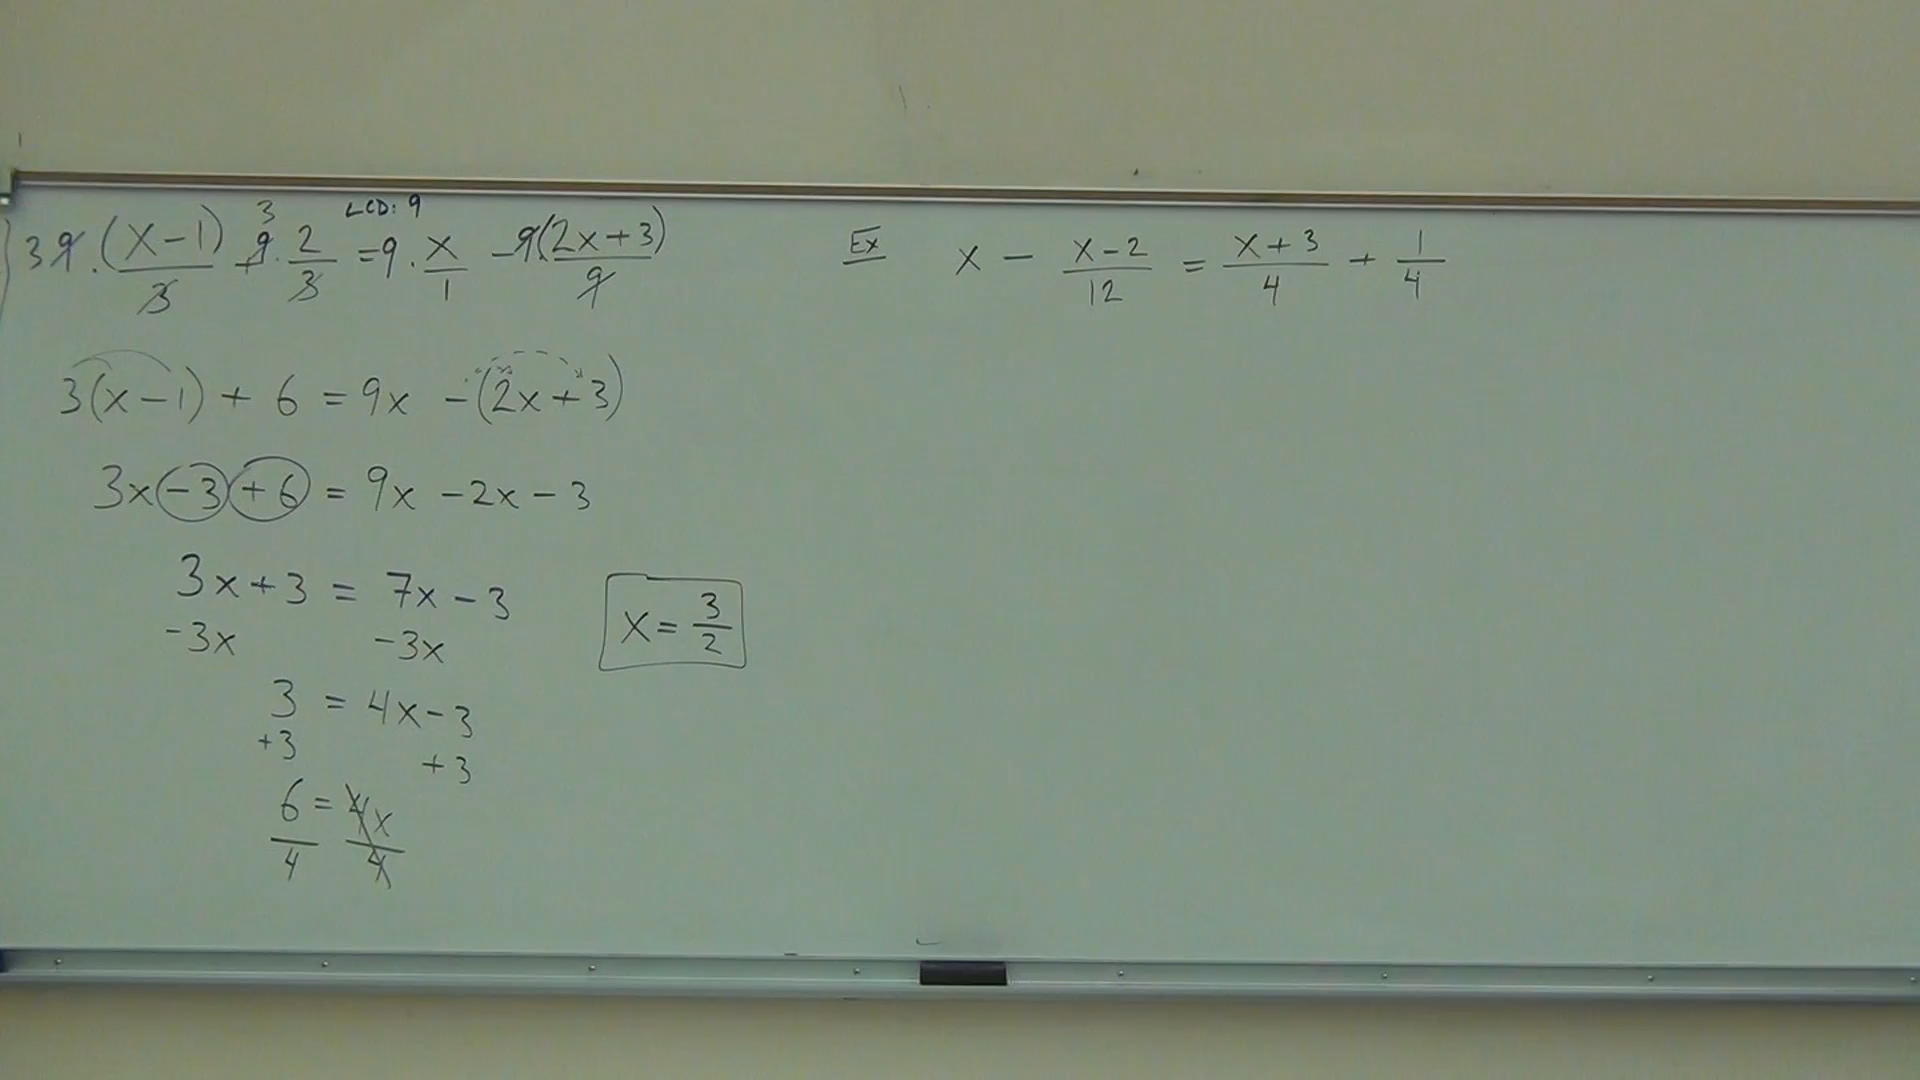 LCD: 9
3 9 · (x-1)/3 + 3 9 · 2/3 = 9 · x/1 - 9(2x+3)/9
3(x-1) + 6 = 9x - (2x+3)
3x -3 +6 = 9x - 2x - 3
3x + 3 = 7x - 3
-3x -3x
3 = 4x - 3
+3 +3
6/4 = 4x/4
x = 3/2
Ex x - (x-2)/12 = (x+3)/4 + 1/4